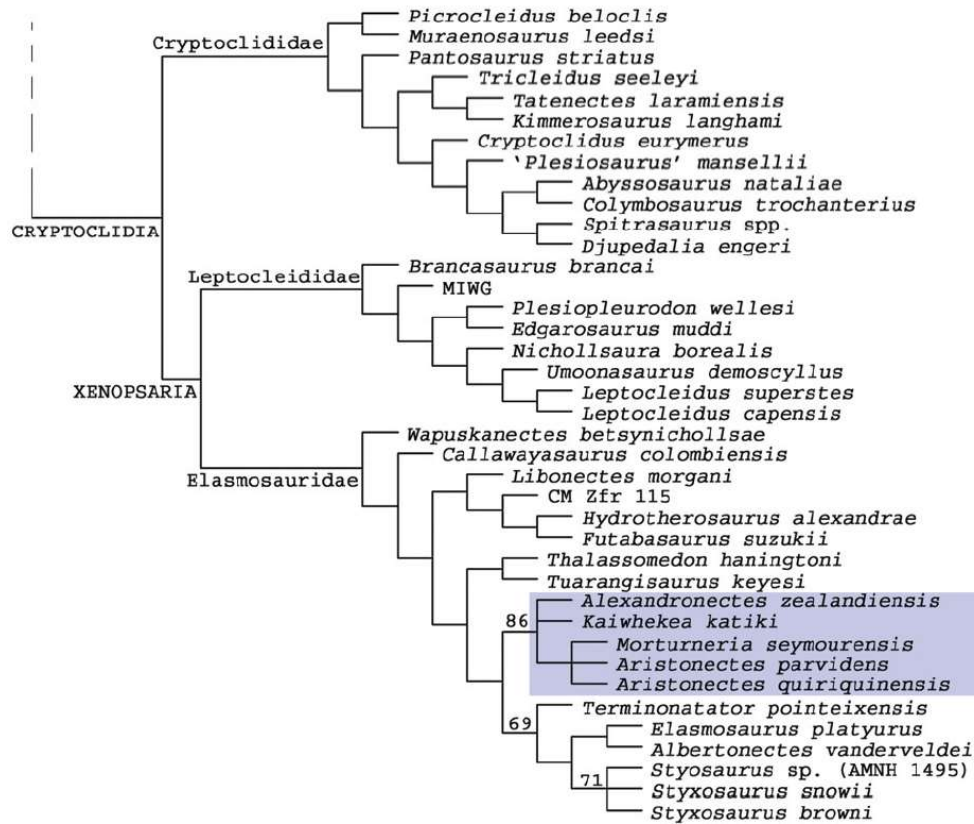 Picrocleidus beloclis
Cryptoclididae
Muraenosaurus leedsi
Pantosaurus striatus
Tricleidus seeleyi
Tatenectes laramiensis
Kimmerosaurus langhami
Cryptoclidus eurymerus
‘Plesiosaurus’ mansellii
Abyssosaurus nataliae
Colymbosaurus trochanterius
Spitrasaurus spp.
CRYPTOCLIDIA
Djupedalia engeri
Brancasaurus brancai
Leptocleididae
MIWG
Plesiopleurodon wellesi
Edgarosaurus muddi
Nichollsaura borealis
Umoonasaurus demoscyllus
XENOPSARIA
Leptocleidus superstes
Leptocleidus capensis
Wapuskanectes betsynichollsae
Callawayasaurus colombiensis
Elasmosauridae
Libonectes morgani
CM Zfr 115
Hydrotherosaurus alexandrae
Futabasaurus suzukii
Thalassomedon haningtoni
Tuarangisaurus keyesi
Alexandronectes zealandiensis
86
Kaiwhekea katiki
Morturneria seymourensis
Aristonectes parvidens
Aristonectes quiriquinensis
Terminonatator pointeixensis
69
Elasmosaurus platyurus
Albertonectes vanderveldei
Styosaurus sp. (AMNH 1495)
71
Styxosaurus snowii
Styxosaurus browni